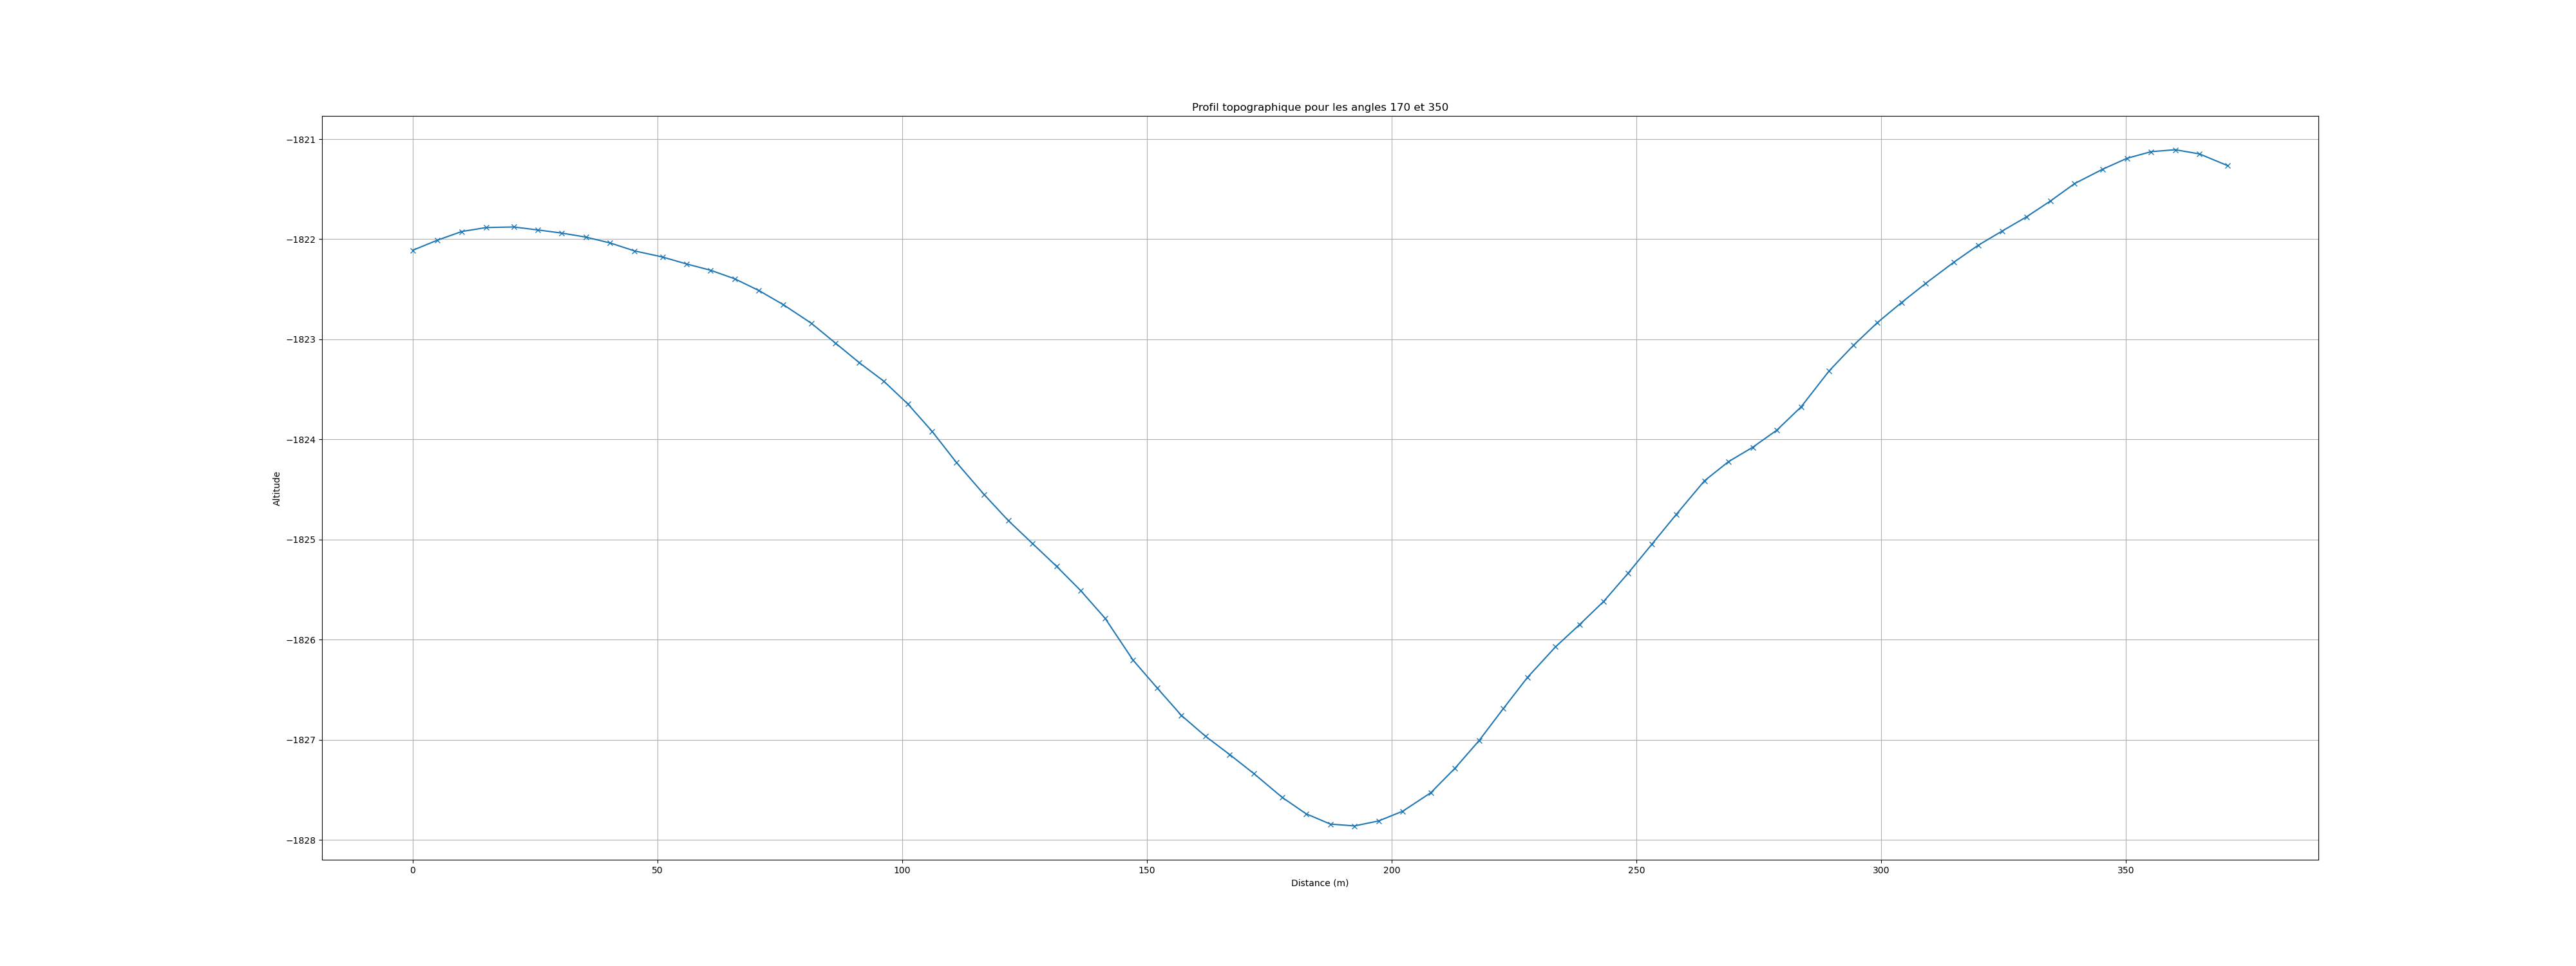 Profil topographique pour les angles 170 et 350
−1821
−1822
−1823
−1824
−1825
−1826
−1827
−1828
Altitude
0 50 100 150 200 250 300 350
Distance (m)